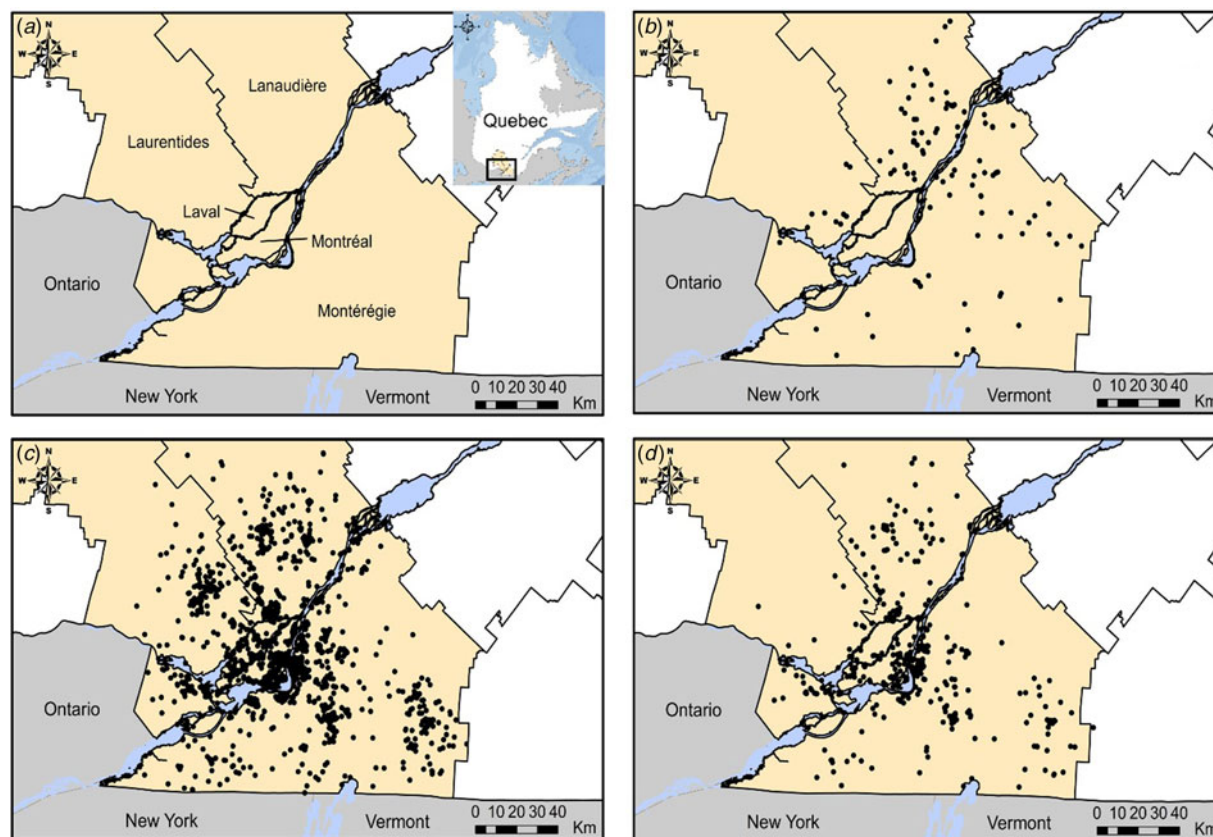 (a)
N
W E
S
Lanaudière
Laurentides
Quebec
Laval
Montréal
Ontario
Montérégie
New York
Vermont
0 10 20 30 40
Km
(b)
N
W E
S
Ontario
New York
Vermont
0 10 20 30 40
Km
(c)
N
W E
S
Ontario
New York
Vermont
0 10 20 30 40
Km
(d)
N
W E
S
Ontario
New York
Vermont
0 10 20 30 40
Km